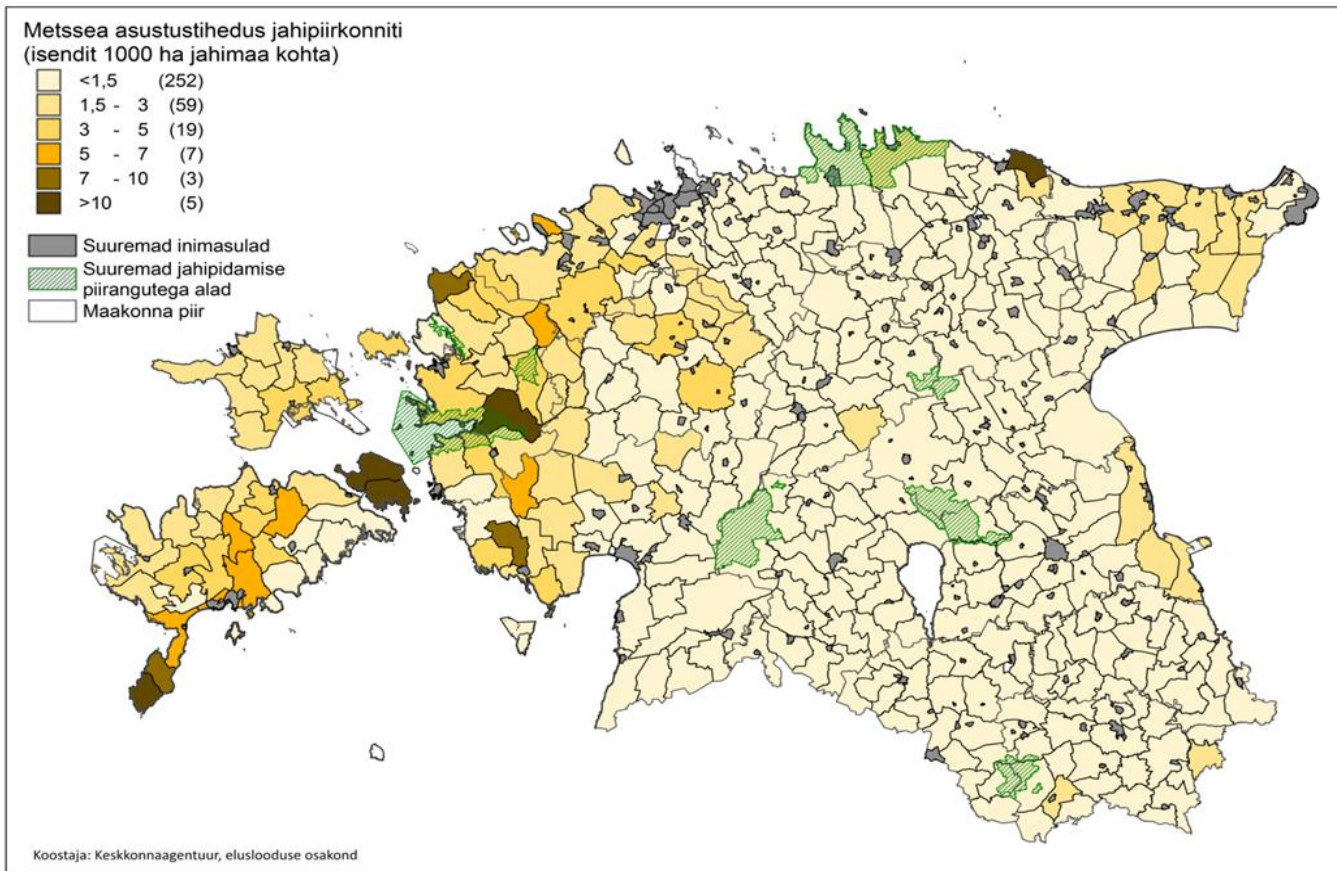 Metssea asustustihedus jahipiirkonniti
(isendit 1000 ha jahimaa kohta)
<1,5 (252)
1,5 - 3 (59)
3 - 5 (19)
5 - 7 (7)
7 - 10 (3)
>10 (5)
Suuremad inimasulad
Suuremad jahipidamise
piirangutega alad
Maakonna piir
Koostaja: Keskkonnaagentuur, eluslooduse osakond